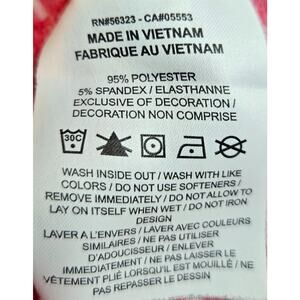 RN#56323 - CA#05553
MADE IN VIETNAM
FABRIQUE AU VIETNAM
95% POLYESTER
5% SPANDEX / ELASTHANNE
EXCLUSIVE OF DECORATION /
DECORATION NON COMPRISE
30C
WASH INSIDE OUT / WASH WITH LIKE
COLORS / DO NOT USE SOFTENERS /
REMOVE IMMEDIATELY / DO NOT ALLOW TO
LAY ON ITSELF WHEN WET / DO NOT IRON
DESIGN
LAVER A L'ENVERS / LAVER AVEC COULEURS
SIMILAIRES / NE PAS UTILISER
D'ADOUCISSEUR / ENLEVER
IMMEDIATEMENT / NE PAS LAISSER LE
VÊTEMENT PLIÉ LORSQU'IL EST MOUILLÉ / NE
PAS REPASSER LE DESSIN